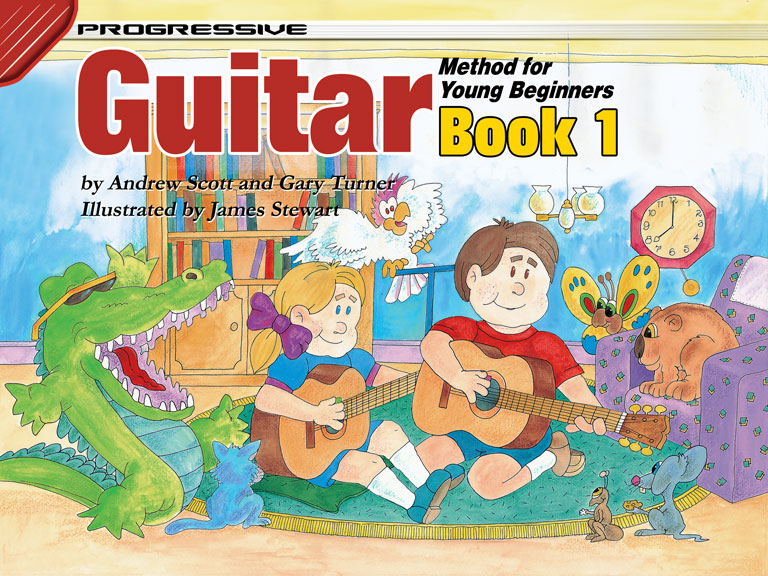 PROGRESSIVE
Guitar
Method for
Young Beginners
Book 1
by Andrew Scott and Gary Turner
Illustrated by James Stewart